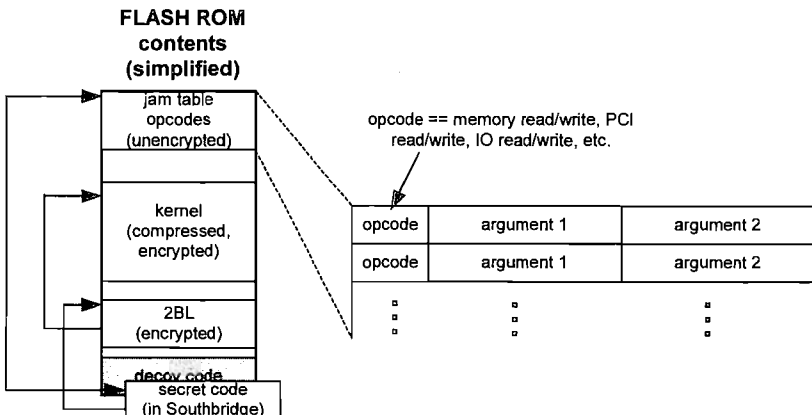 FLASH ROM
contents
(simplified)
jam table
opcodes
(unencrypted)
kernel
(compressed,
encrypted)
2BL
(encrypted)
decoy code
secret code
(in Southbridge)
opcode == memory read/write, PCI
read/write, IO read/write, etc.
opcode argument 1 argument 2
opcode argument 1 argument 2